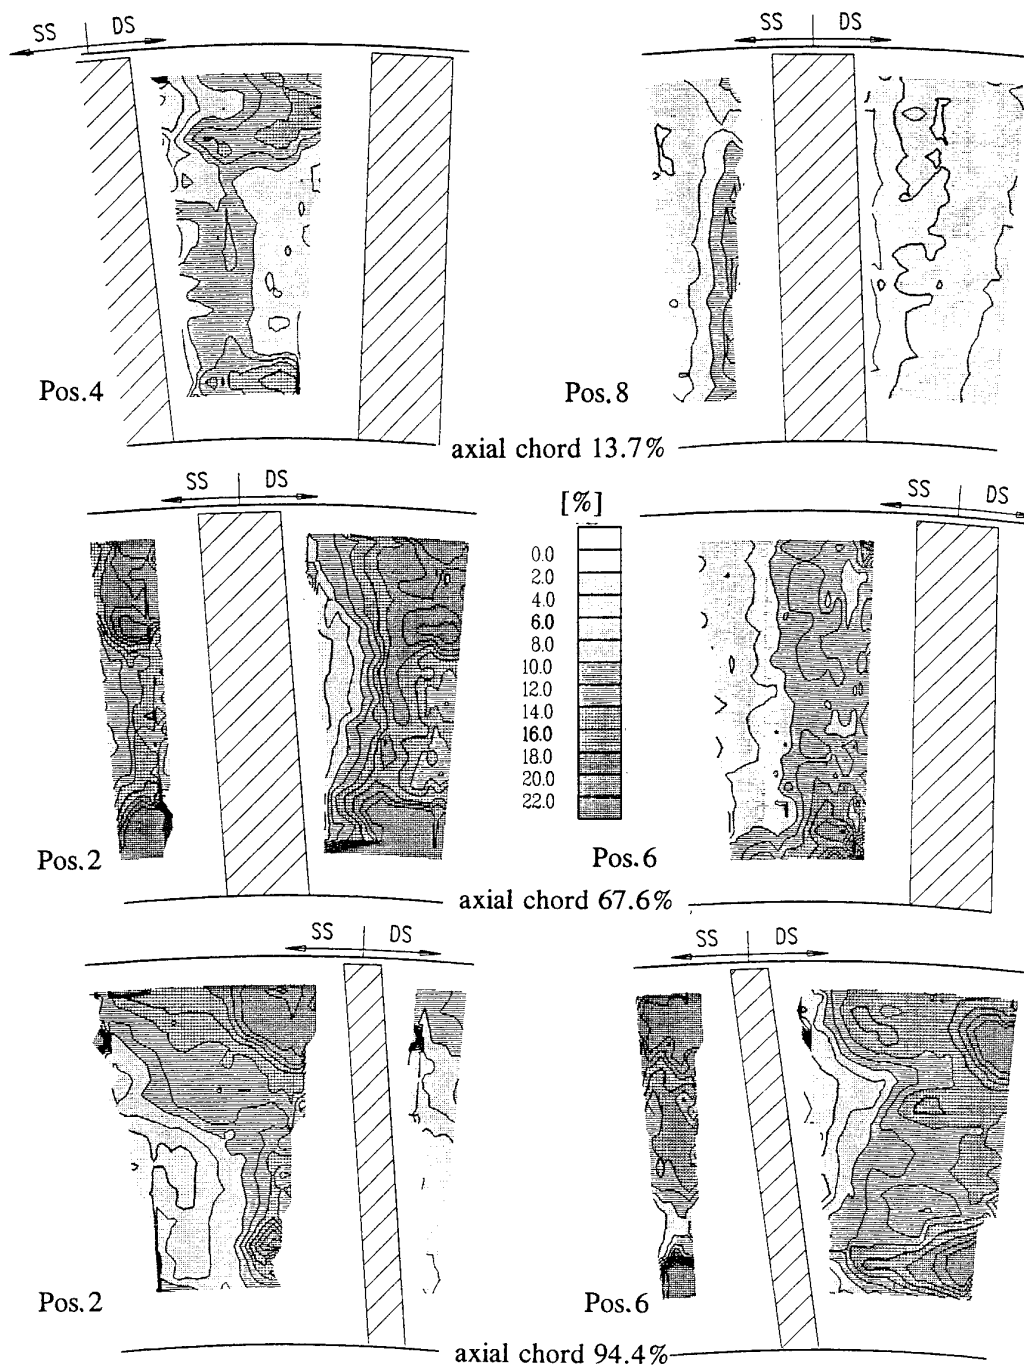 SS DS
SS DS
Pos.4
Pos.8
axial chord 13.7%
SS DS
[%]
SS DS
0.0
2.0
4.0
6.0
8.0
10.0
12.0
14.0
16.0
18.0
20.0
22.0
Pos.2
Pos.6
axial chord 67.6%
SS DS
SS DS
Pos.2
Pos.6
axial chord 94.4%